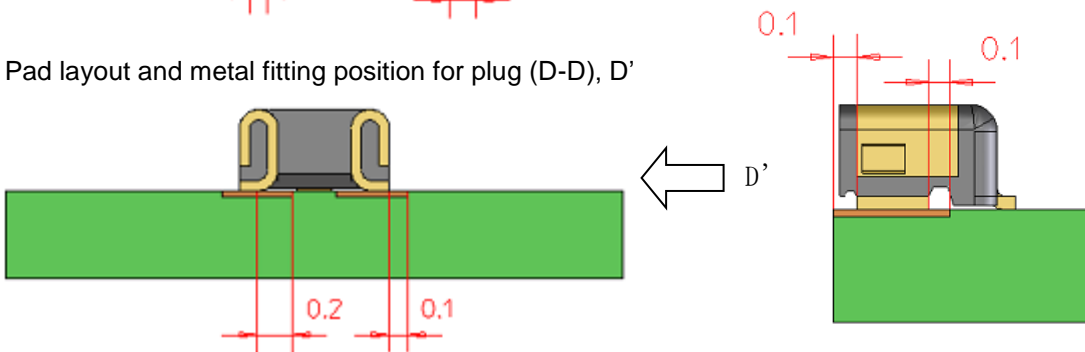 0.1
0.1
Pad layout and metal fitting position for plug (D-D), D’
D’
0.2
0.1